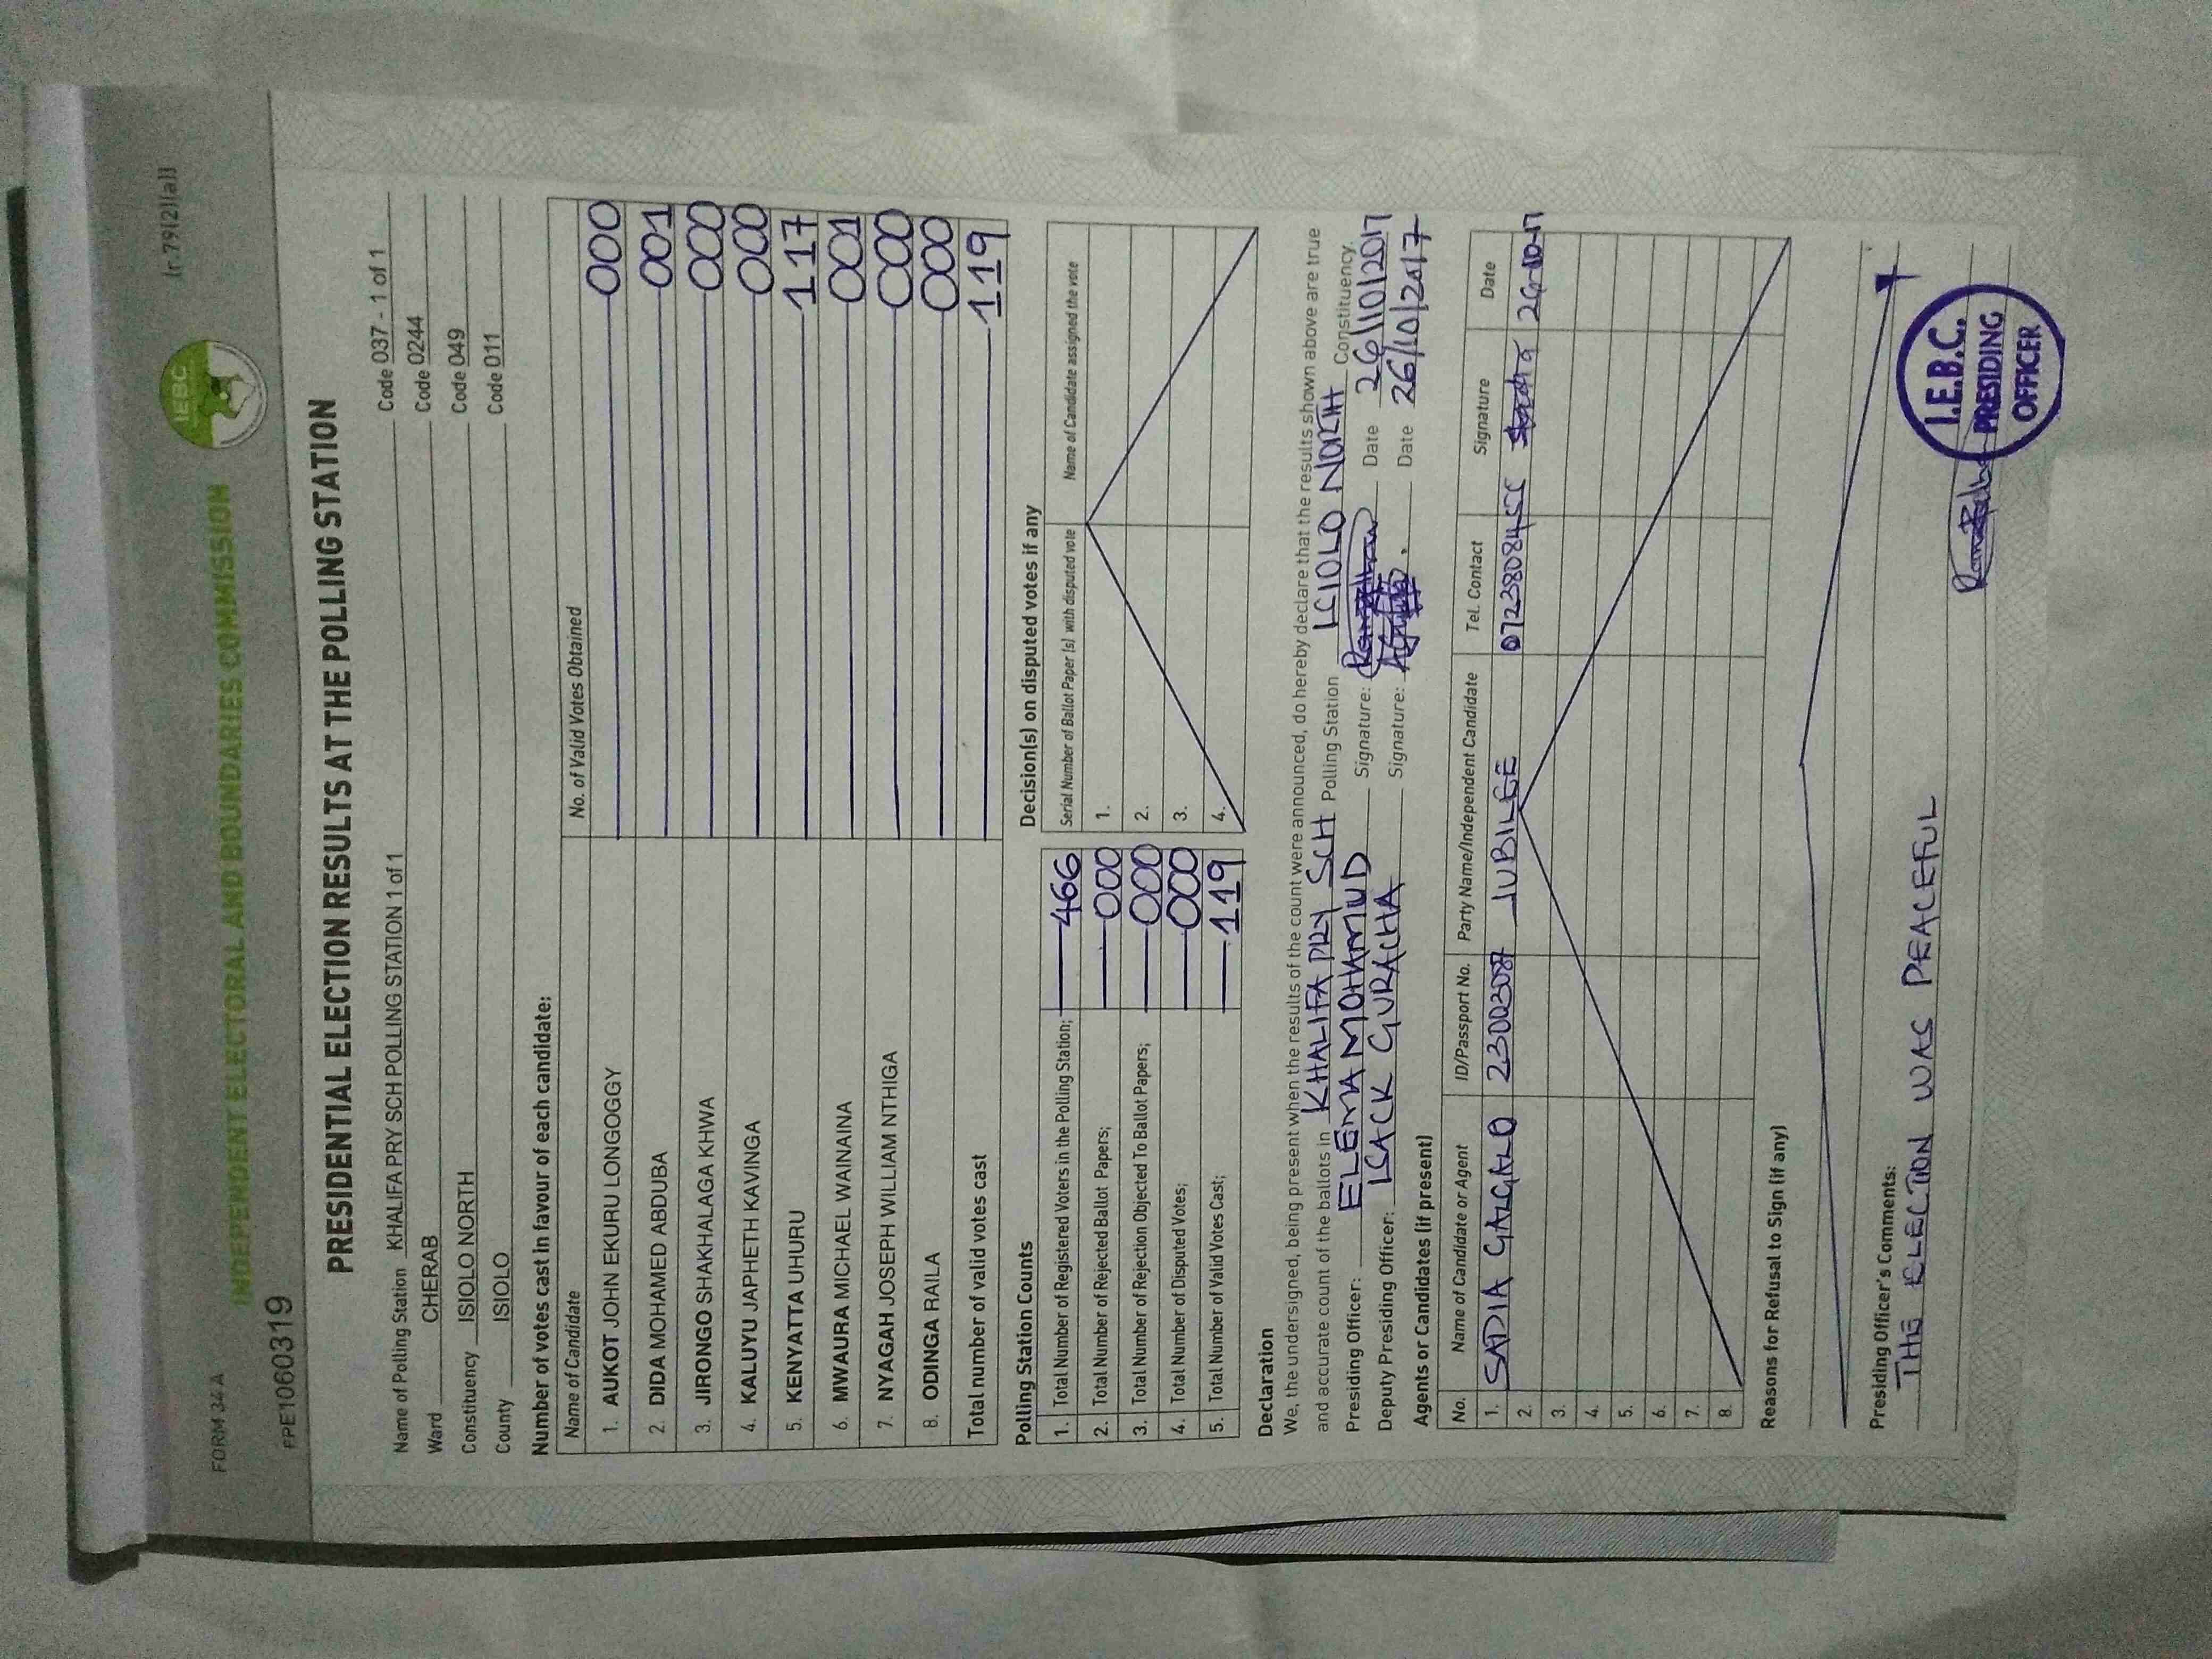 FORM 34 A
(r.79(2)(a))
IEBC
INDEPENDENT ELECTORAL AND BOUNDARIES COMMISSION
PPE1060319
PRESIDENTIAL ELECTION RESULTS AT THE POLLING STATION
Name of Polling Station KHALIFA PRY SCH POLLING STATION 1 of 1 Code 037 - 1 of 1
Ward CHERAB Code 0244
Constituency ISIOLO NORTH Code 049
County ISIOLO Code 011
Number of votes cast in favour of each candidate:
Name of Candidate No. of Valid Votes Obtained
1. AUKOT JOHN EKURU LONGOGGY 000
2. DIDA MOHAMED ABDUBA 001
3. JIRONGO SHAKHALAGA KHWA 000
4. KALUYU JAPHETH KAVINGA 000
5. KENYATTA UHURU 117
6. MWAURA MICHAEL WAINAINA 001
7. NYAGAH JOSEPH WILLIAM NTHIGA 000
8. ODINGA RAILA 000
Total number of valid votes cast 119
Polling Station Counts
1. Total Number of Registered Voters in the Polling Station; 466
2. Total Number of Rejected Ballot Papers; 000
3. Total Number of Rejection Objected To Ballot Papers; 000
4. Total Number of Disputed Votes; 000
5. Total Number of Valid Votes Cast; 119
Decision(s) on disputed votes if any
Serial Number of Ballot Paper (s) with disputed vote Name of Candidate assigned the vote
1.
2.
3.
4.
Declaration
We, the undersigned, being present when the results of the count were announced, do hereby declare that the results shown above are true
and accurate count of the ballots in KHALIFA PRY SCH Polling Station ISIOLO NORTH Constituency.
Presiding Officer: ELEMA MOHAMUD Signature: Date 26/10/2017
Deputy Presiding Officer: ISACK GURACHA Signature: Date 26/10/2017
Agents or Candidates (if present)
No. Name of Candidate or Agent ID/Passport No. Party Name/Independent Candidate Tel. Contact Signature Date
1. SADIA GALGALO JUBILEE
2.
3.
4.
5.
6.
7.
8.
Reasons for Refusal to Sign (if any)
Presiding Officer's Comments:
THE ELECTION WAS PEACEFUL
I.E.B.C.
PRESIDING
OFFICER